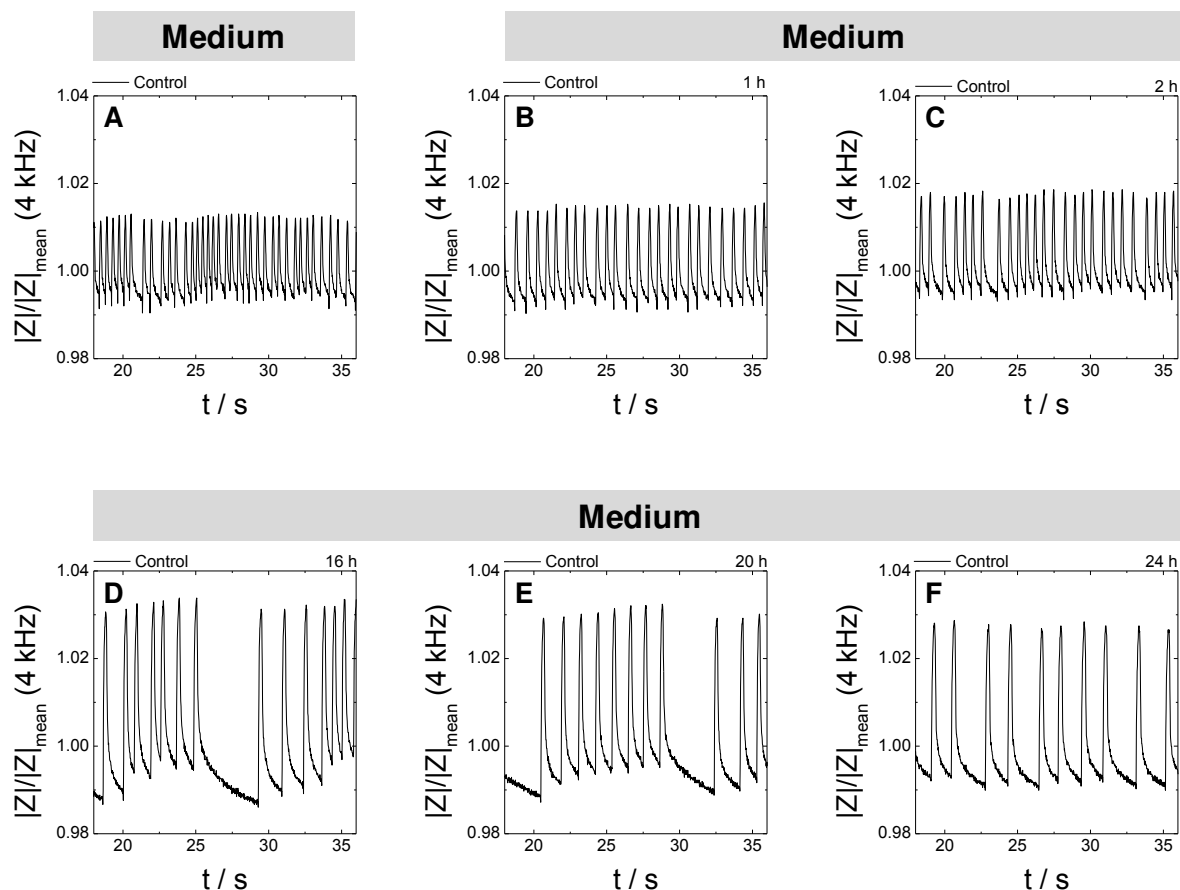 Medium
Medium
Control
Control 1 h
Control 2 h
A
B
C
1.04
1.02
1.00
0.98
|Z|/|Z|mean (4 kHz)
20 25 30 35
t / s
1.04
1.02
1.00
0.98
|Z|/|Z|mean (4 kHz)
20 25 30 35
t / s
1.04
1.02
1.00
0.98
|Z|/|Z|mean (4 kHz)
20 25 30 35
t / s
Medium
Control 16 h
Control 20 h
Control 24 h
D
E
F
1.04
1.02
1.00
0.98
|Z|/|Z|mean (4 kHz)
20 25 30 35
t / s
1.04
1.02
1.00
0.98
|Z|/|Z|mean (4 kHz)
20 25 30 35
t / s
1.04
1.02
1.00
0.98
|Z|/|Z|mean (4 kHz)
20 25 30 35
t / s